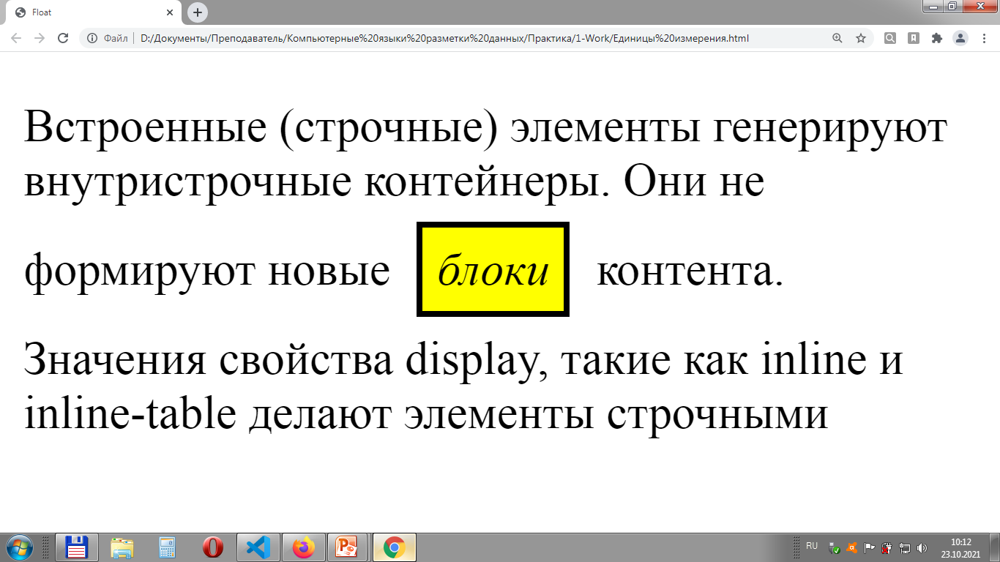 Float
Файл | D:/Документы/Преподаватель/Компьютерные%20языки%20разметки%20данных/Практика/1-Work/Единицы%20измерения.html
Встроенные (строчные) элементы генерируют
внутристрочные контейнеры. Они не
формируют новые блоки контента.
Значения свойства display, такие как inline и
inline-table делают элементы строчными
RU
10:12
23.10.2021